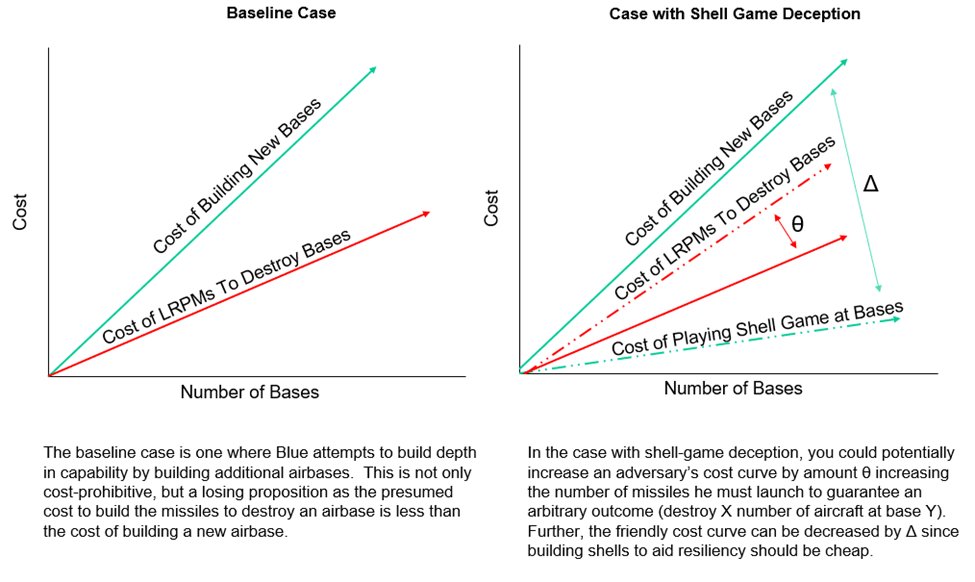 Baseline Case
Cost
Cost of Building New Bases
Cost of LRPMs To Destroy Bases
Number of Bases
The baseline case is one where Blue attempts to build depth
in capability by building additional airbases.  This is not only
cost-prohibitive, but a losing proposition as the presumed
cost to build the missiles to destroy an airbase is less than
the cost of building a new airbase.
Case with Shell Game Deception
Cost
Cost of Building New Bases
Cost of LRPMs To Destroy Bases
θ
Δ
Cost of Playing Shell Game at Bases
Number of Bases
In the case with shell-game deception, you could potentially
increase an adversary's cost curve by amount θ increasing
the number of missiles he must launch to guarantee an
arbitrary outcome (destroy X number of aircraft at base Y).
Further, the friendly cost curve can be decreased by Δ since
building shells to aid resiliency should be cheap.